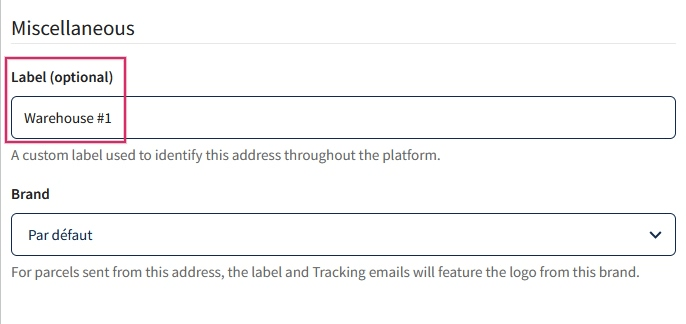 Miscellaneous
Label (optional)
Warehouse #1
A custom label used to identify this address throughout the platform.
Brand
Par défaut
For parcels sent from this address, the label and Tracking emails will feature the logo from this brand.